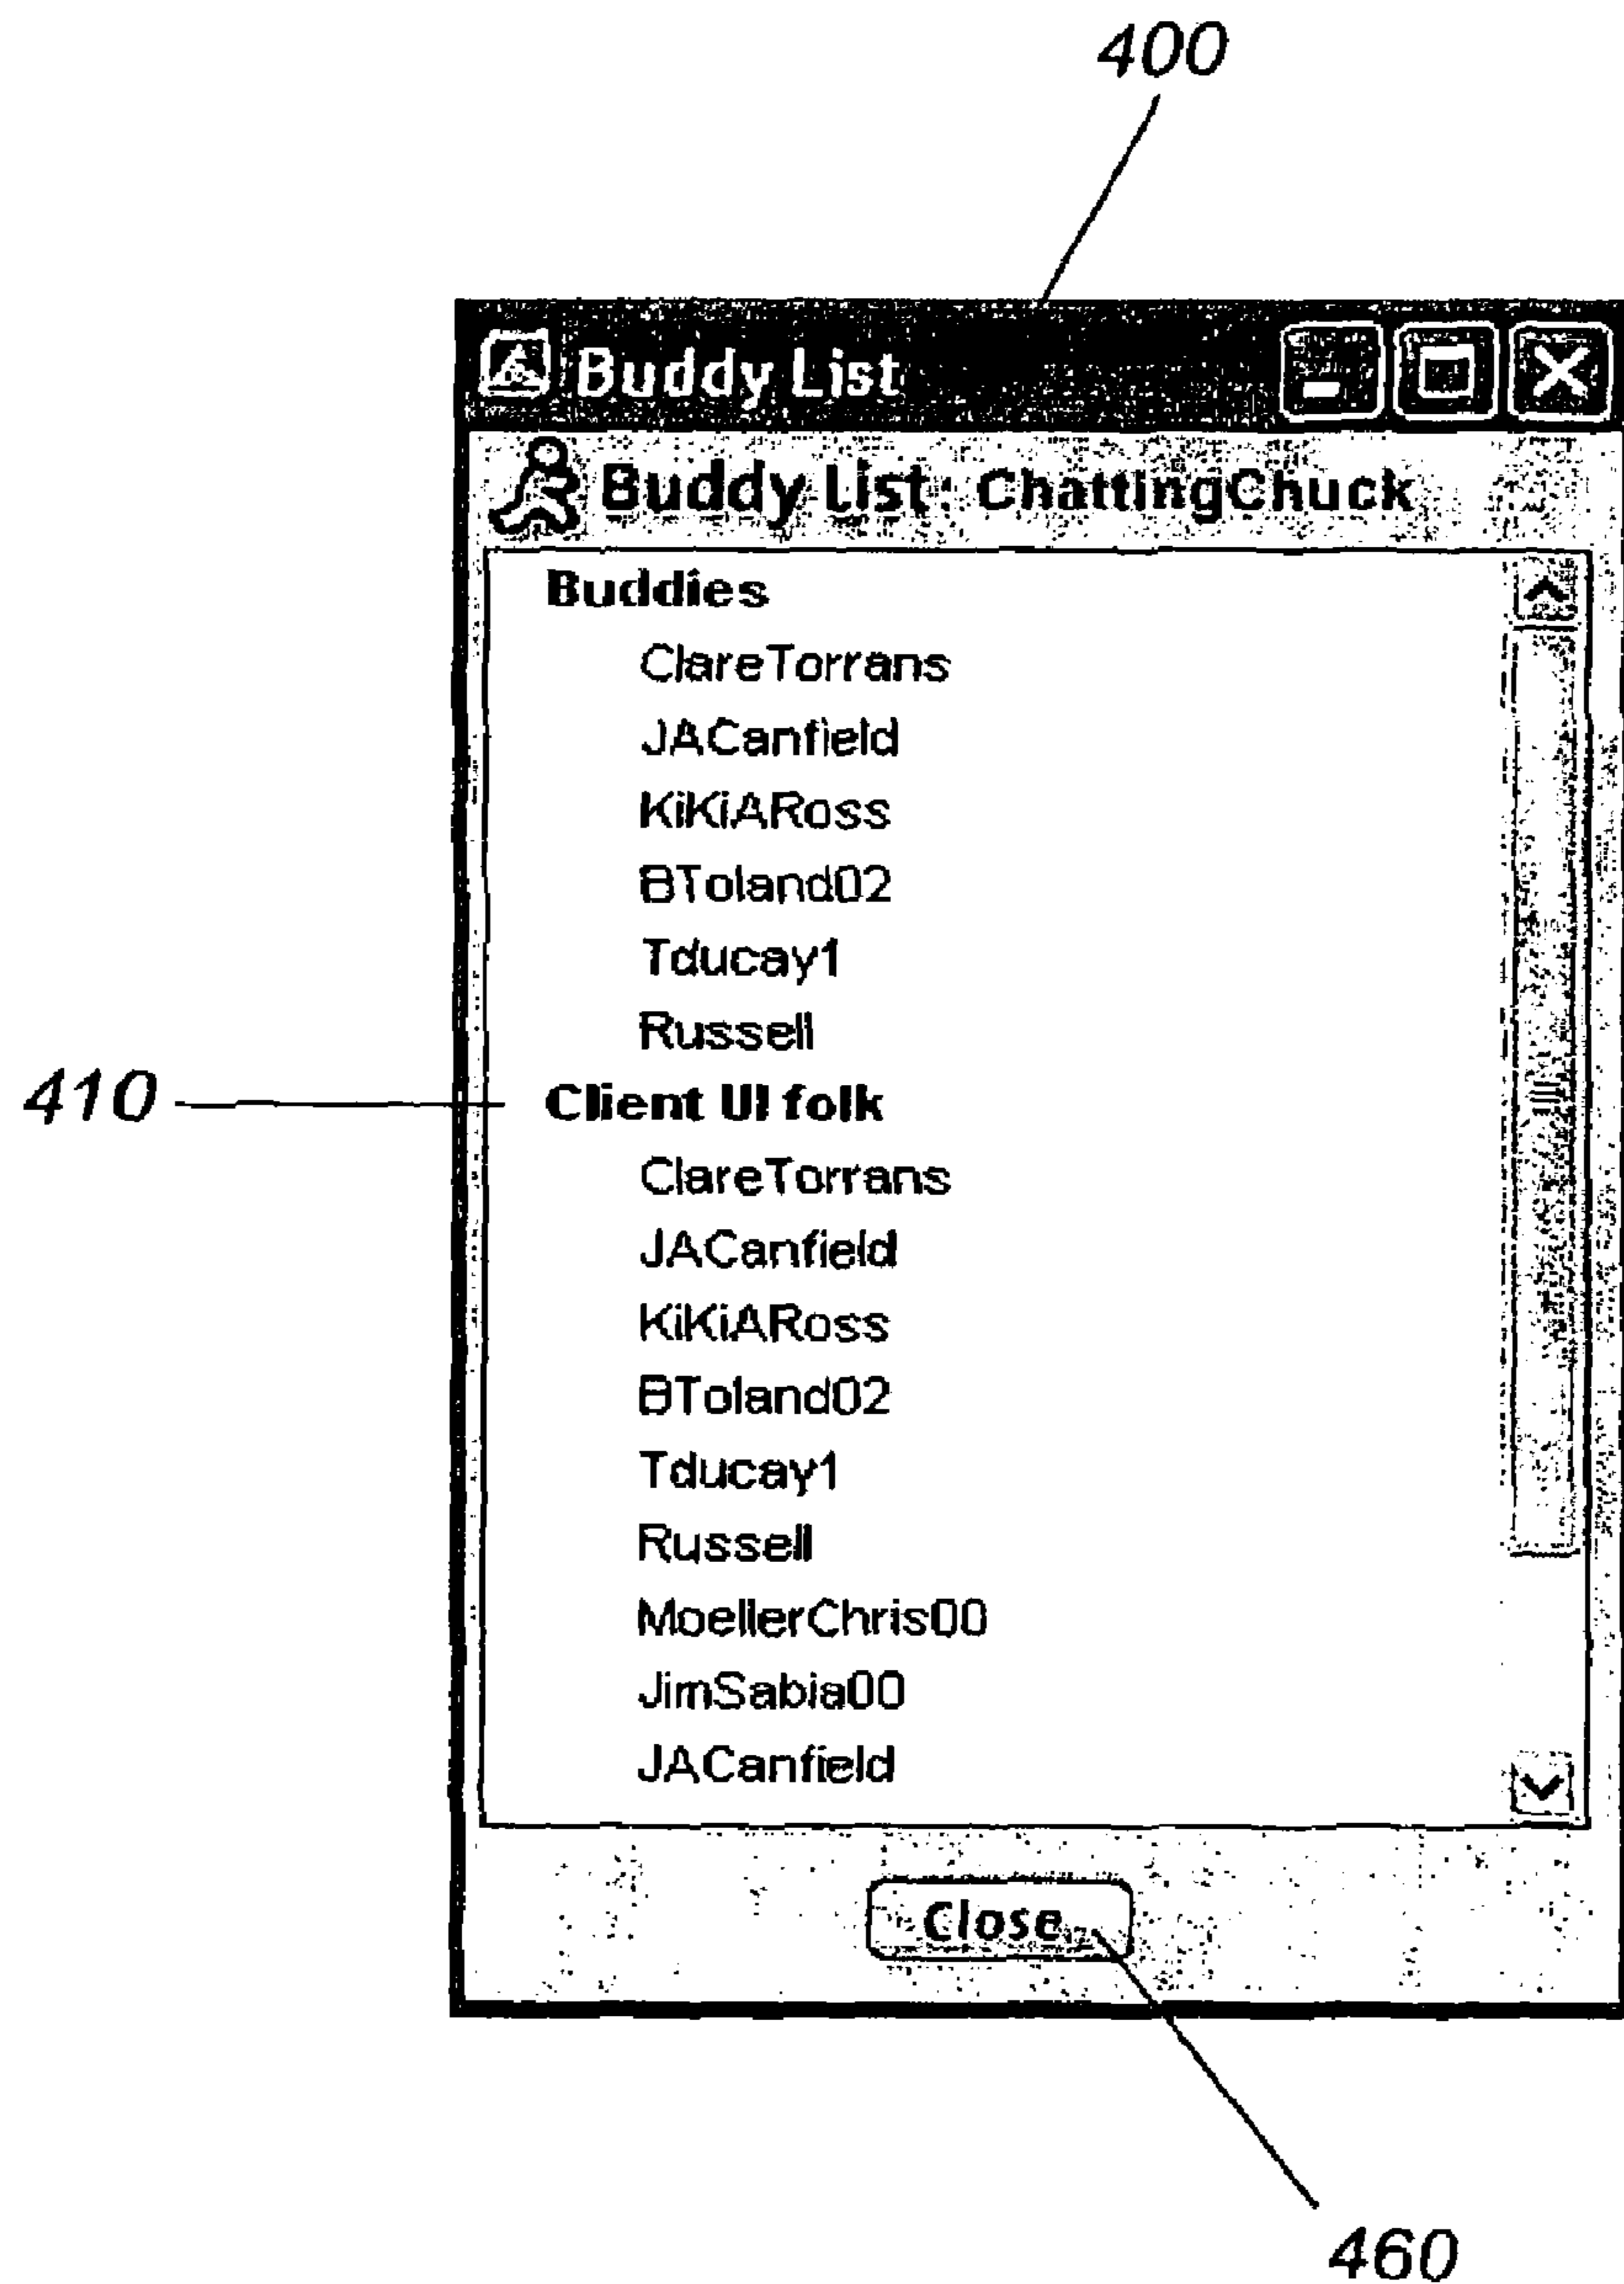 400
Buddy List
Buddy List: ChattingChuck
Buddies
ClareTorrans
JACanfield
KiKiARoss
BToland02
Tducay1
Russell
410
Client UI folk
ClareTorrans
JACanfield
KiKiARoss
BToland02
Tducay1
Russell
MoellerChris00
JimSabia00
JACanfield
Close
460